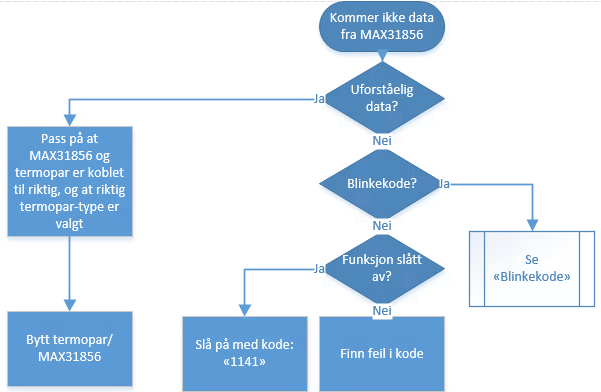 Kommer ikke data
fra MAX31856
Uforståelig
data?
Ja
Nei
Pass på at
MAX31856 og
termopar er koblet
til riktig, og at riktig
termopar-type er
valgt
Blinkekode?
Ja
Nei
Se
«Blinkekode»
Funksjon slått
av?
Ja
Nei
Bytt termopar/
MAX31856
Slå på med kode:
«1141»
Finn feil i kode